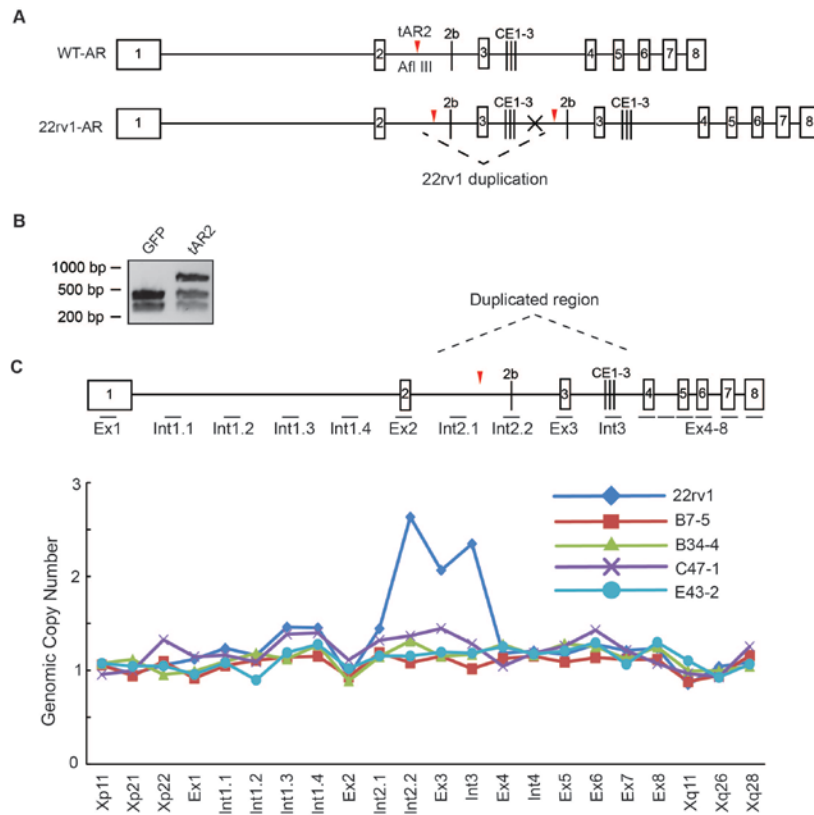 A
tAR2
2b
CE1-3
WT-AR
1
2
3
4
5
6
7
8
Afl III
22rv1-AR
1
2
2b
3
CE1-3
2b
3
CE1-3
4
5
6
7
8
22rv1 duplication
B
GFP
tAR2
1000 bp
500 bp
200 bp
Duplicated region
C
1
2
2b
3
CE1-3
4
5
6
7
8
Ex1
Int1.1
Int1.2
Int1.3
Int1.4
Ex2
Int2.1
Int2.2
Ex3
Int3
Ex4-8
Genomic Copy Number
3
2
1
0
22rv1
B7-5
B34-4
C47-1
E43-2
Xp11
Xp21
Xp22
Ex1
Int1.1
Int1.2
Int1.3
Int1.4
Ex2
Int2.1
Int2.2
Ex3
Int3
Ex4
Int4
Ex5
Ex6
Ex7
Ex8
Xq11
Xq26
Xq28